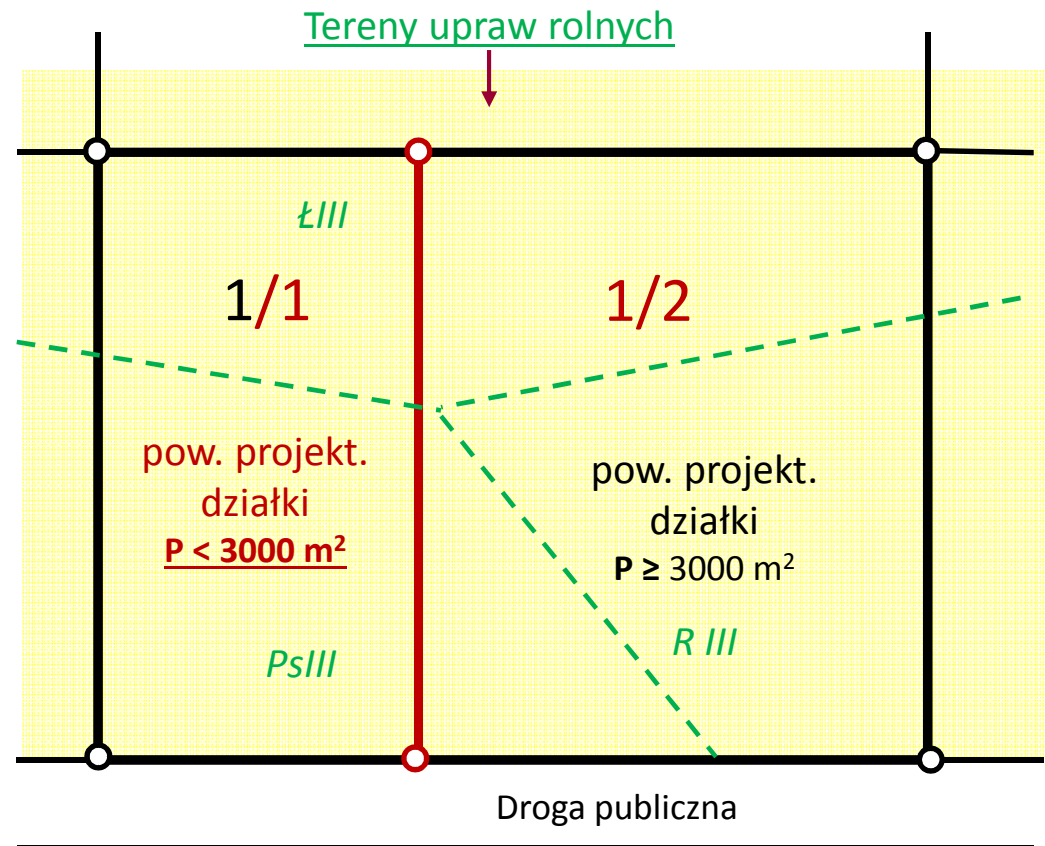 Tereny upraw rolnych
ŁIII
1/1
1/2
pow. projekt.
działki
P < 3000 m²
pow. projekt.
działki
P ≥ 3000 m²
PsIII
R III
Droga publiczna